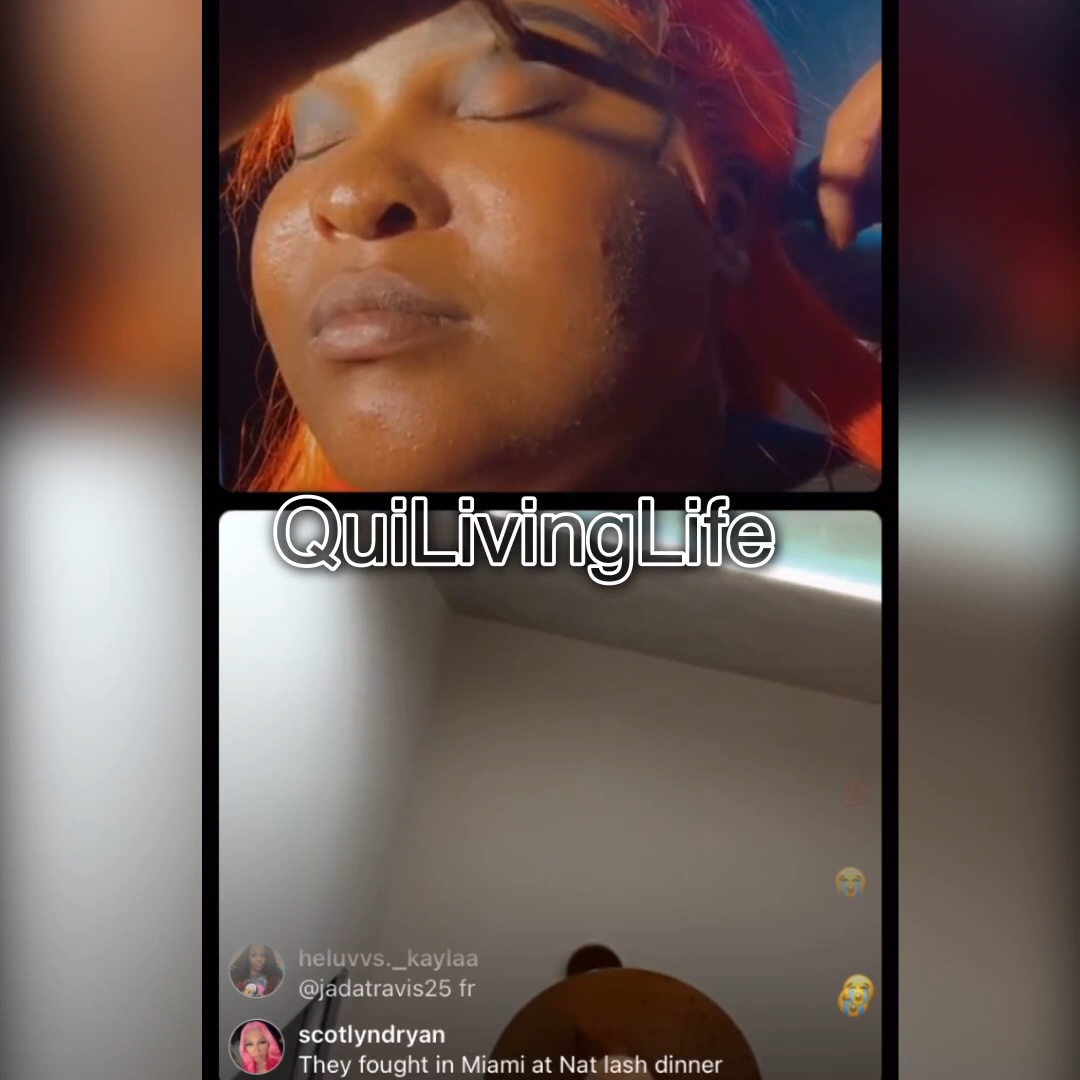 QuiLivingLife
heluvvs._kaylaa
@jadatravis25 fr
scotlyndryan
They fought in Miami at Nat lash dinner